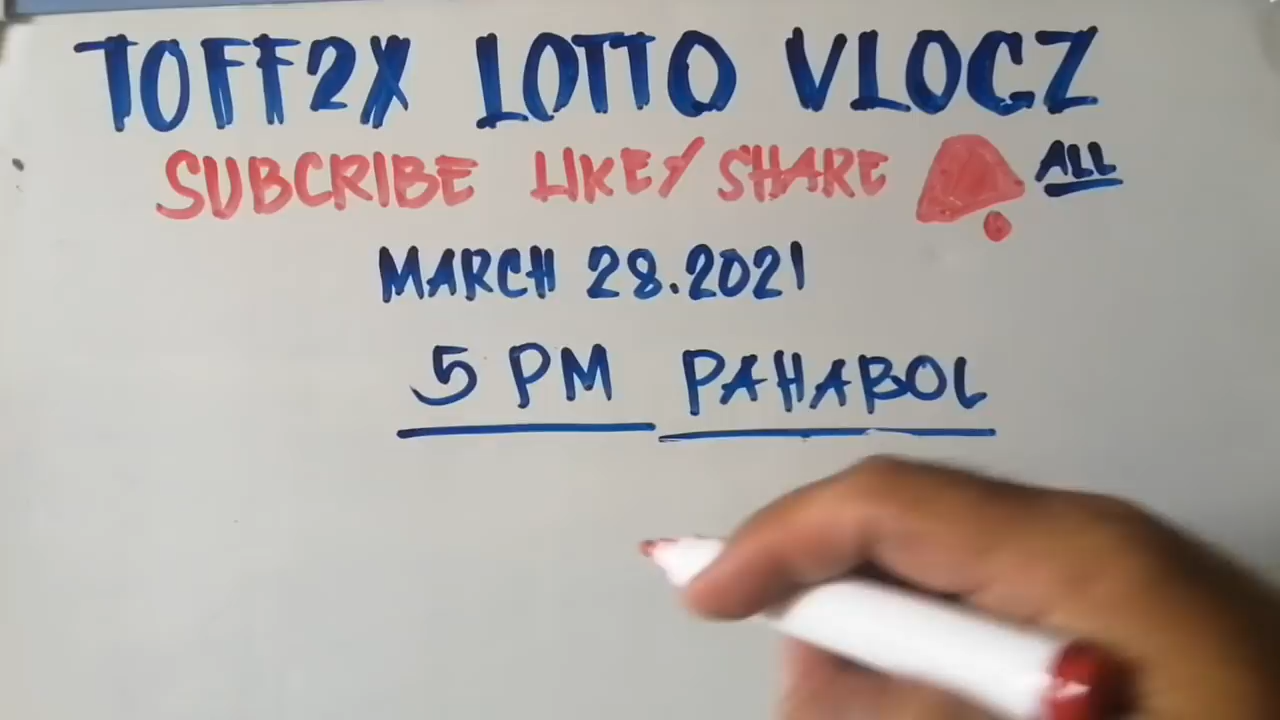 TOFF2X LOTTO VLOGZ
SUBCRIBE LIKE/SHARE ALL
MARCH 28.2021
5 PM PAHABOL